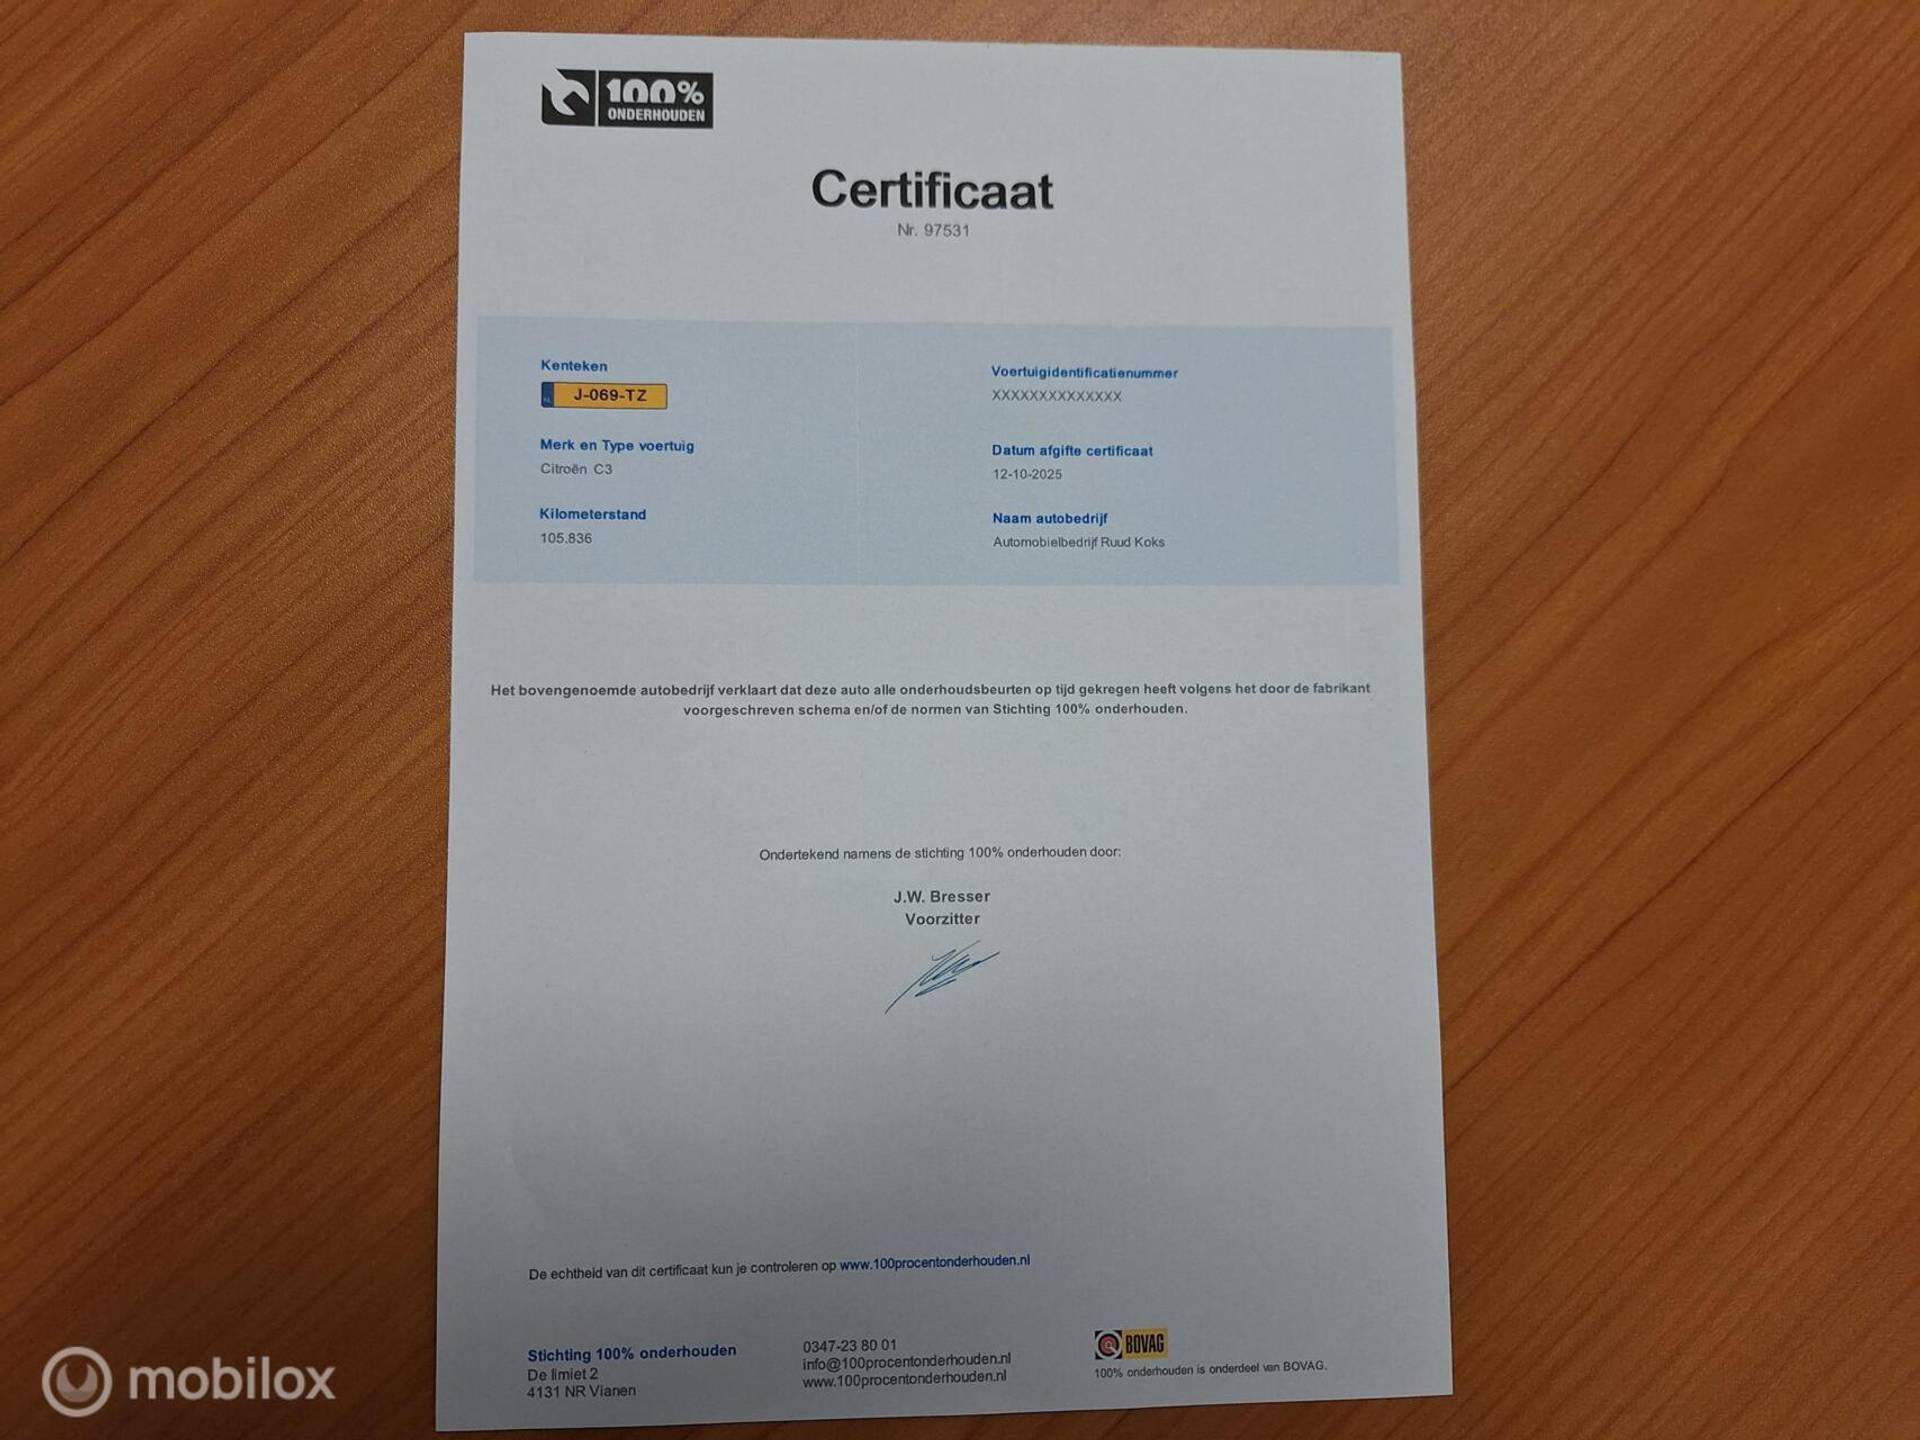 100%
ONDERHOUDEN
Certificaat
Nr. 97531
Kenteken
NL J-069-TZ
Merk en Type voertuig
Citroën C3
Kilometerstand
105.836
Voertuigidentificatienummer
XXXXXXXXXXXXXX
Datum afgifte certificaat
12-10-2025
Naam autobedrijf
Automobielbedrijf Ruud Koks
Het bovengenoemde autobedrijf verklaart dat deze auto alle onderhoudsbeurten op tijd gekregen heeft volgens het door de fabrikant
voorgeschreven schema en/of de normen van Stichting 100% onderhouden.
Ondertekend namens de stichting 100% onderhouden door:
J.W. Bresser
Voorzitter
De echtheid van dit certificaat kun je controleren op www.100procentonderhouden.nl
Stichting 100% onderhouden
De limiet 2
4131 NR Vianen
0347-23 80 01
info@100procentonderhouden.nl
www.100procentonderhouden.nl
BOVAG
100% onderhouden is onderdeel van BOVAG.
mobilox